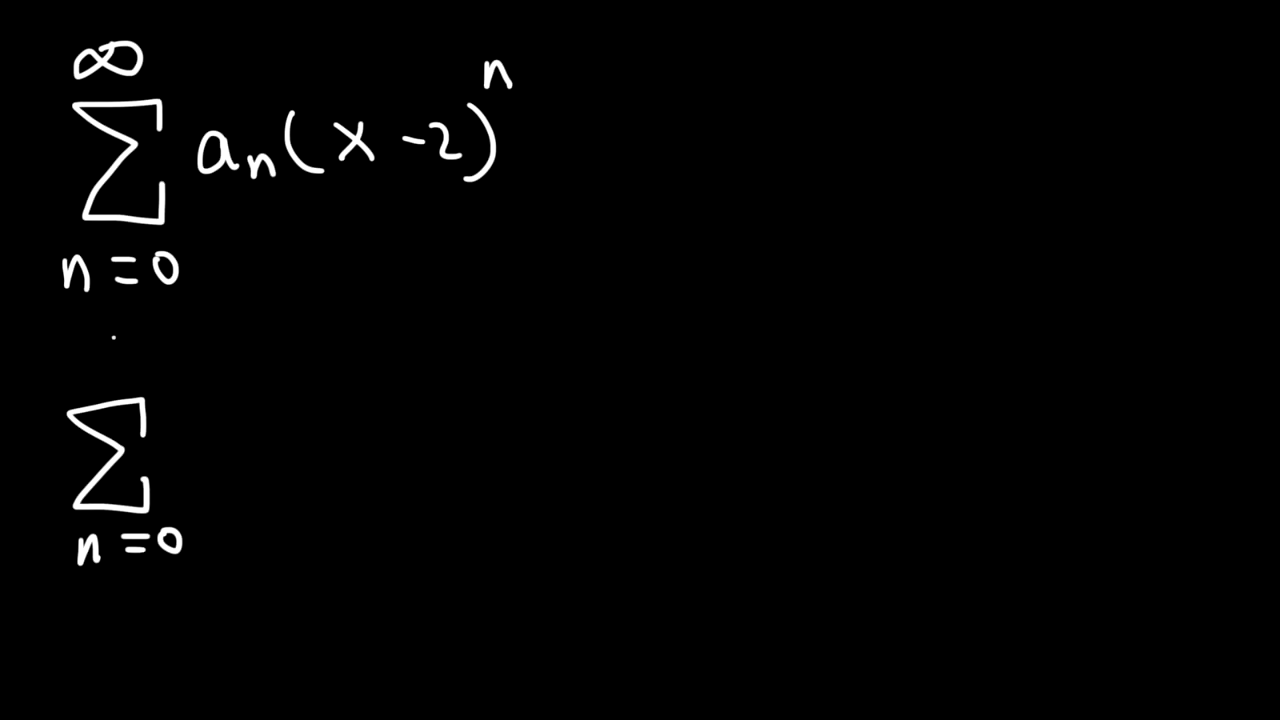 ∞
∑ aₙ(x-2)ⁿ
n=0
∑
n=0